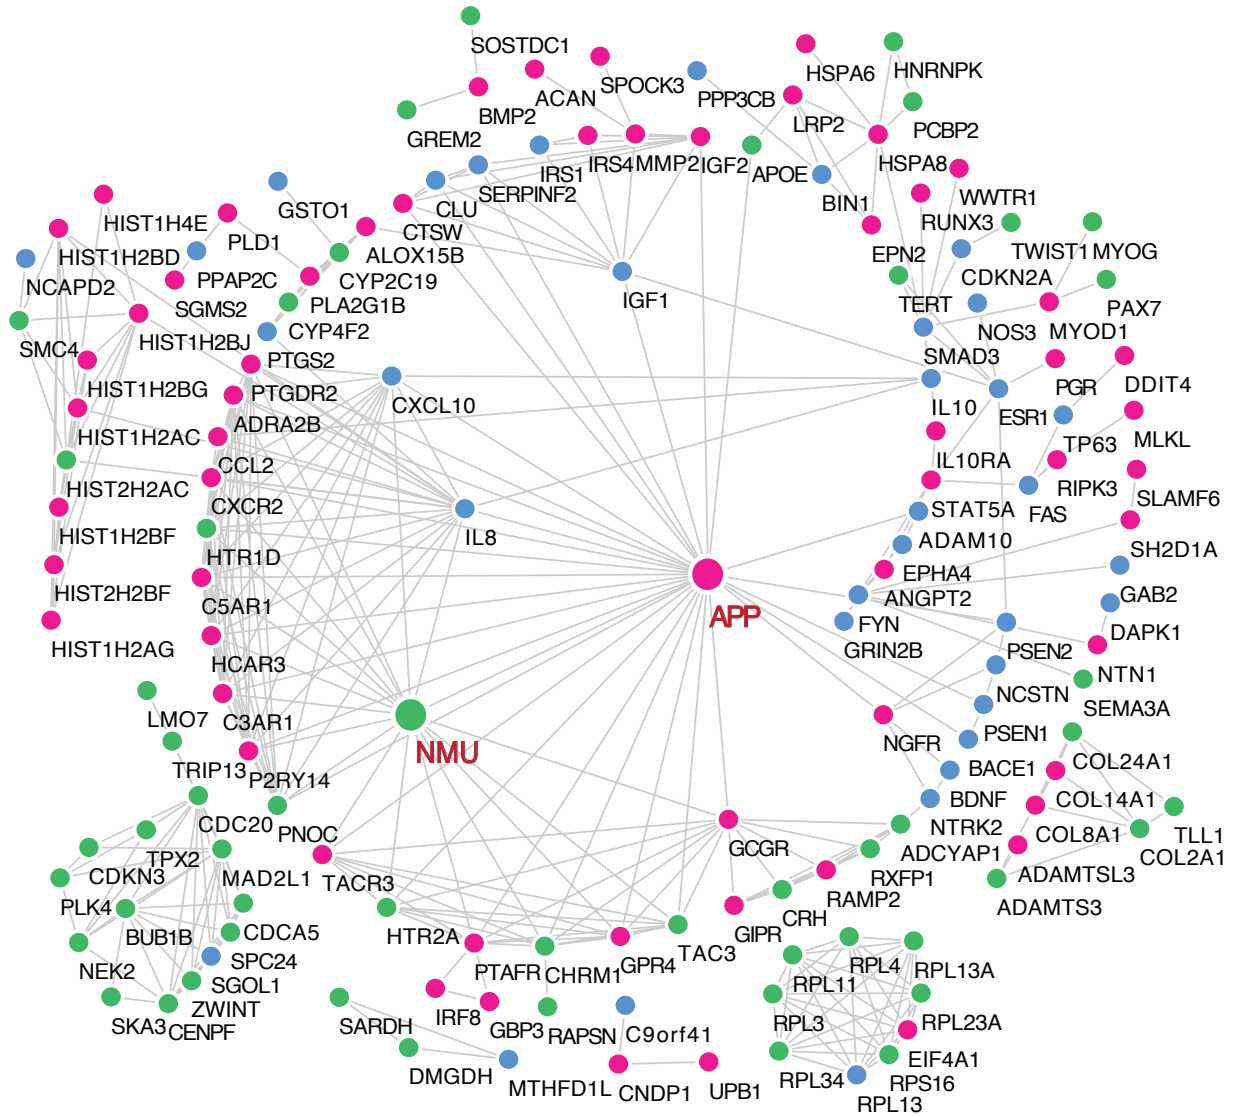 SOSTDC1
HSPA6
HNRNPK
SPOCK3
ACAN
PPP3CB
BMP2
LRP2
PCBP2
GREM2
IRS4
MMP2
IGF2
HSPA8
IRS1
APOE
SERPINF2
BIN1
WWTR1
CLU
GSTO1
RUNX3
HIST1H4E
CTSW
PLD1
ALOX15B
EPN2
TWIST1
MYOG
HIST1H2BD
CYP2C19
CDKN2A
PPAP2C
NCAPD2
IGF1
PLA2G1B
TERT
PAX7
SGMS2
CYP4F2
NOS3
MYOD1
HIST1H2BJ
SMC4
SMAD3
PTGS2
PGR
DDIT4
HIST1H2BG
PTGDR2
CXCL10
IL10
ESR1
ADRA2B
HIST1H2AC
TP63
MLKL
IL10RA
CCL2
HIST2H2AC
RIPK3
SLAMF6
CXCR2
STAT5A
FAS
HIST1H2BF
IL8
ADAM10
SH2D1A
HTR1D
EPHA4
HIST2H2BF
ANGPT2
GAB2
C5AR1
APP
FYN
DAPK1
HIST1H2AG
GRIN2B
PSEN2
HCAR3
NTN1
NCSTN
SEMA3A
LMO7
C3AR1
PSEN1
NGFR
NMU
COL24A1
TRIP13
P2RY14
BACE1
BDNF
COL14A1
CDC20
PNOC
NTRK2
COL8A1
TLL1
GCGR
ADCYAP1
COL2A1
TPX2
CDKN3
MAD2L1
TACR3
RXFP1
ADAMTSL3
RAMP2
PLK4
ADAMTS3
CRH
GIPR
BUB1B
CDCA5
HTR2A
TAC3
SPC24
GPR4
NEK2
PTAFR
CHRM1
RPL4
RPL13A
SGOL1
RPL11
ZWINT
IRF8
SKA3
CENPF
SARDH
GBP3
RAPSN
C9orf41
RPL3
RPL23A
EIF4A1
DMGDH
RPL34
RPS16
MTHFD1L
CNDP1
UPB1
RPL13